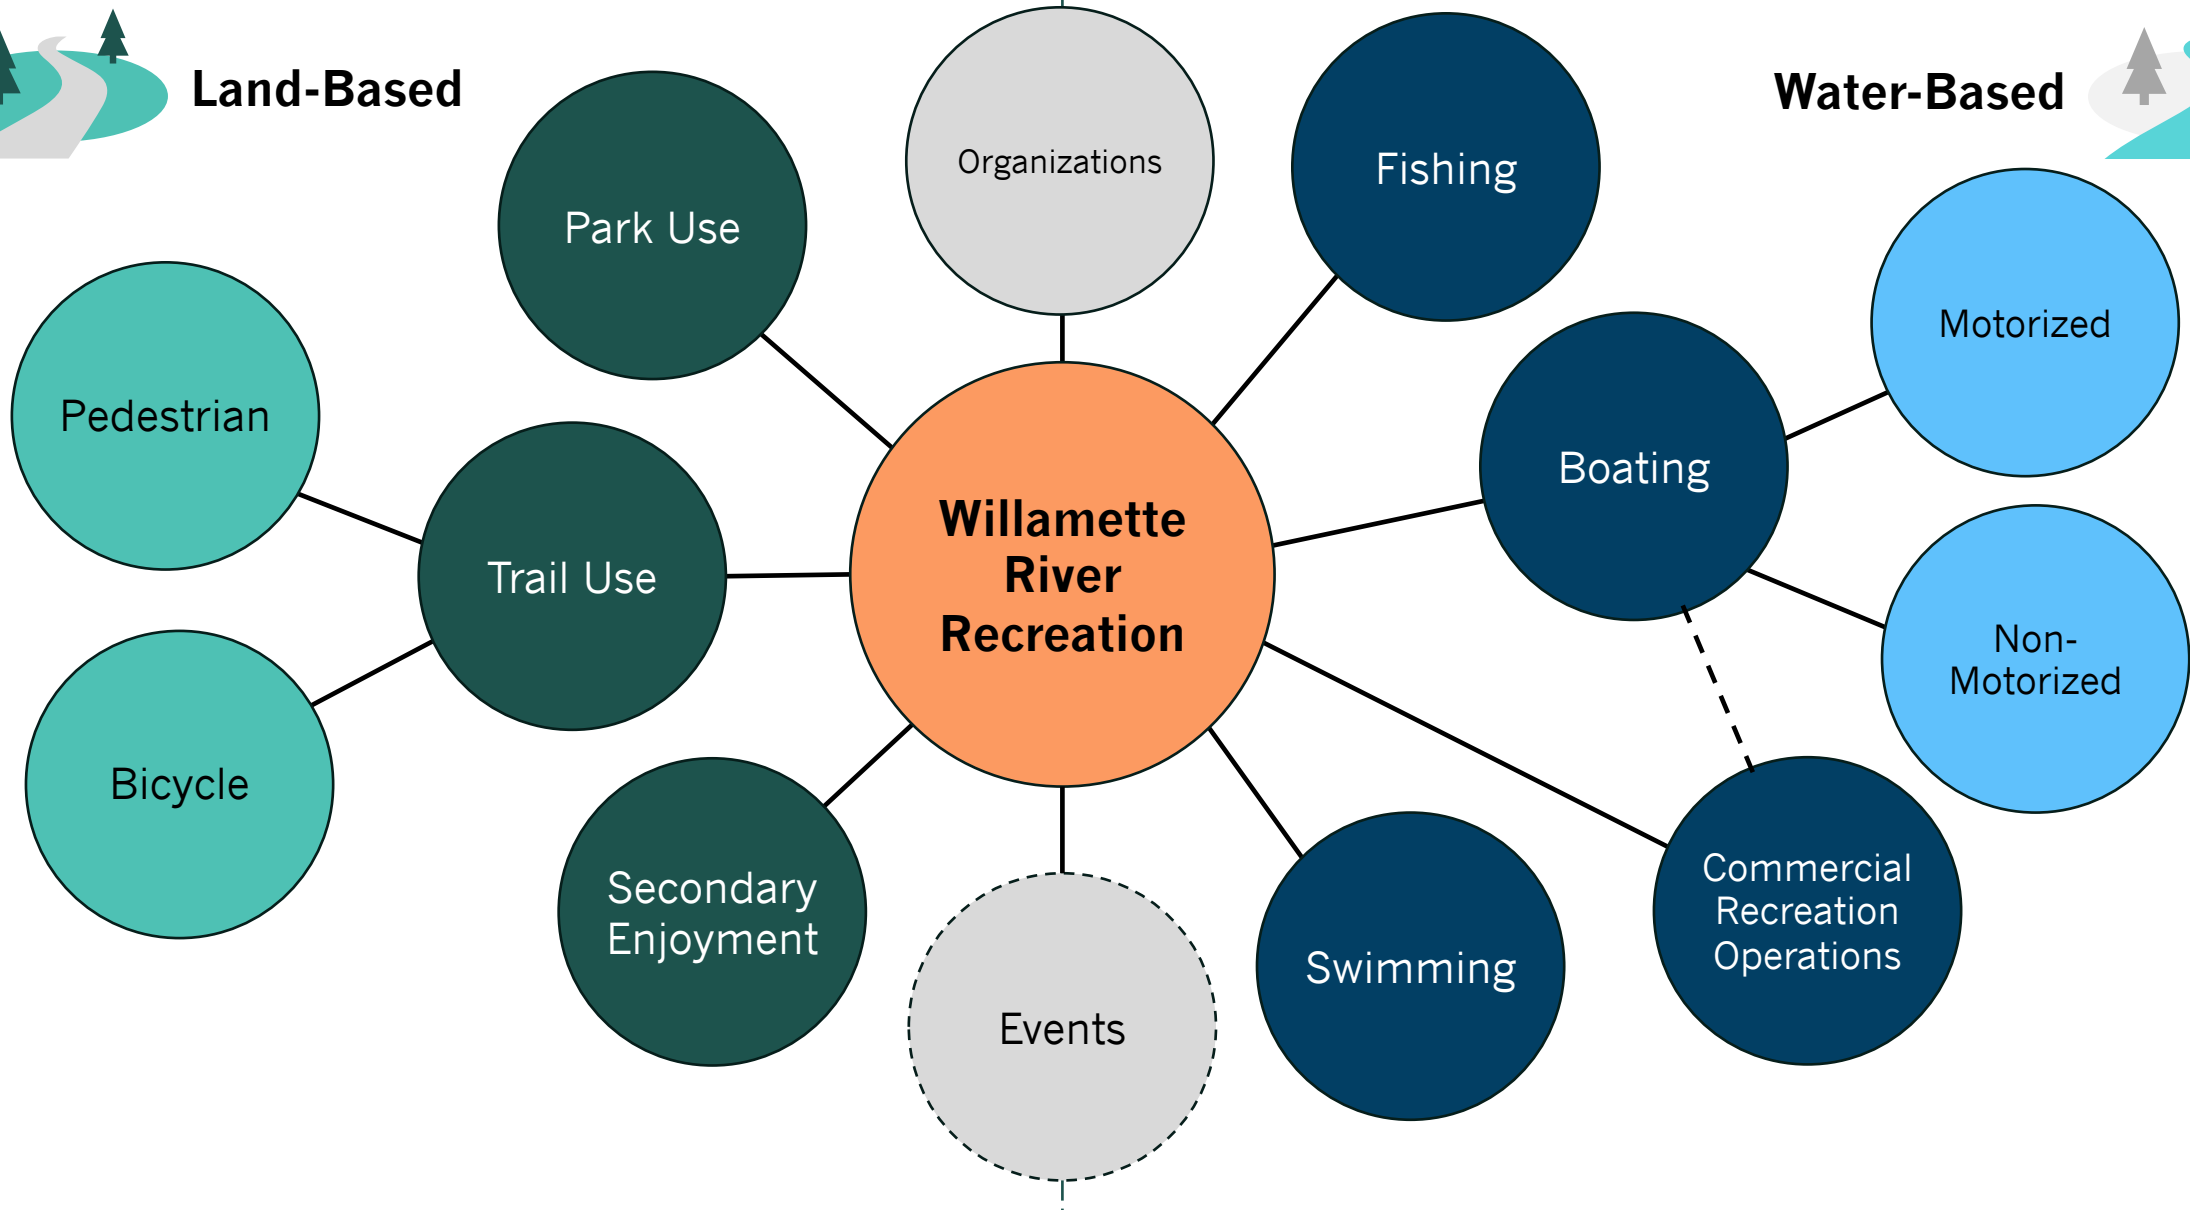 Land-Based
Water-Based
Organizations
Fishing
Park Use
Motorized
Pedestrian
Boating
Willamette
River
Recreation
Trail Use
Non-
Motorized
Bicycle
Secondary
Enjoyment
Commercial
Recreation
Operations
Swimming
Events